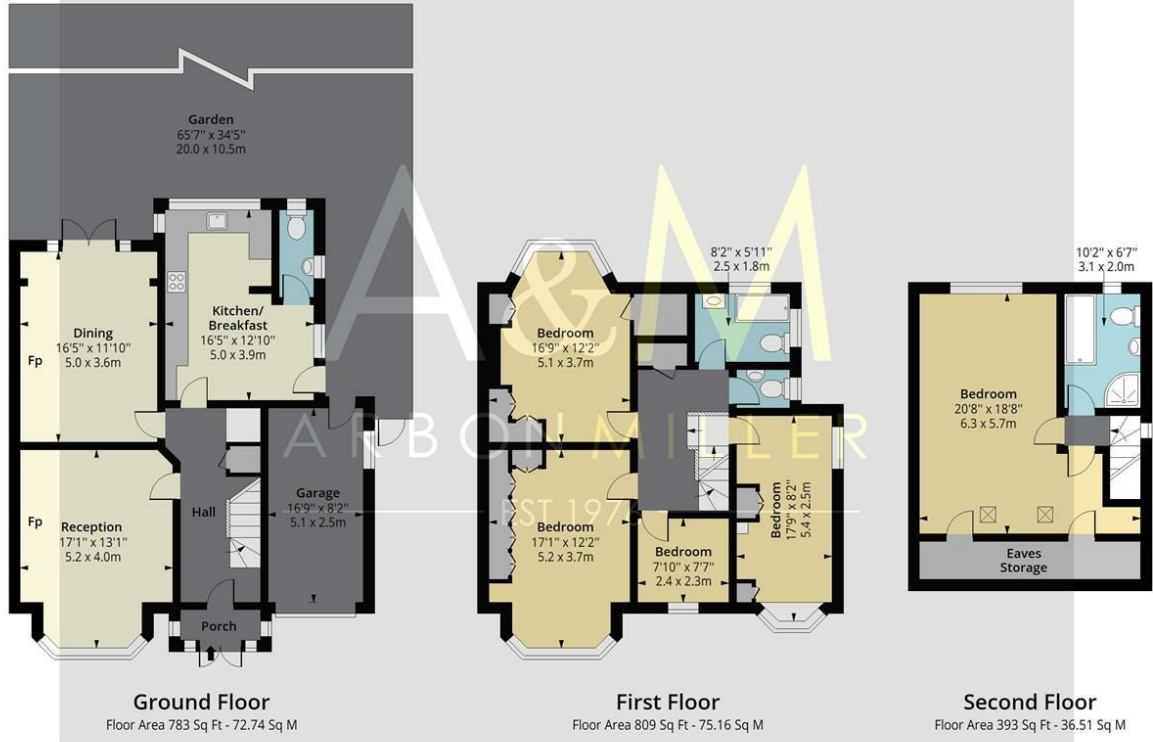 Garden
65'7" x 34'5"
20.0 x 10.5m
A&M
ARBON MILLER
EST 1976
Dining
16'5" x 11'10"
5.0 x 3.6m
Fp
Kitchen/
Breakfast
16'5" x 12'10"
5.0 x 3.9m
Fp
Reception
17'1" x 13'1"
5.2 x 4.0m
Hall
Garage
16'9" x 8'2"
5.1 x 2.5m
Porch
Ground Floor
Floor Area 783 Sq Ft - 72.74 Sq M
8'2" x 5'11"
2.5 x 1.8m
Bedroom
16'9" x 12'2"
5.1 x 3.7m
Bedroom
17'1" x 12'2"
5.2 x 3.7m
Bedroom
7'10" x 7'7"
2.4 x 2.3m
Bedroom
17'9" x 8'2"
5.4 x 2.5m
First Floor
Floor Area 809 Sq Ft - 75.16 Sq M
10'2" x 6'7"
3.1 x 2.0m
Bedroom
20'8" x 18'8"
6.3 x 5.7m
Eaves
Storage
Second Floor
Floor Area 393 Sq Ft - 36.51 Sq M